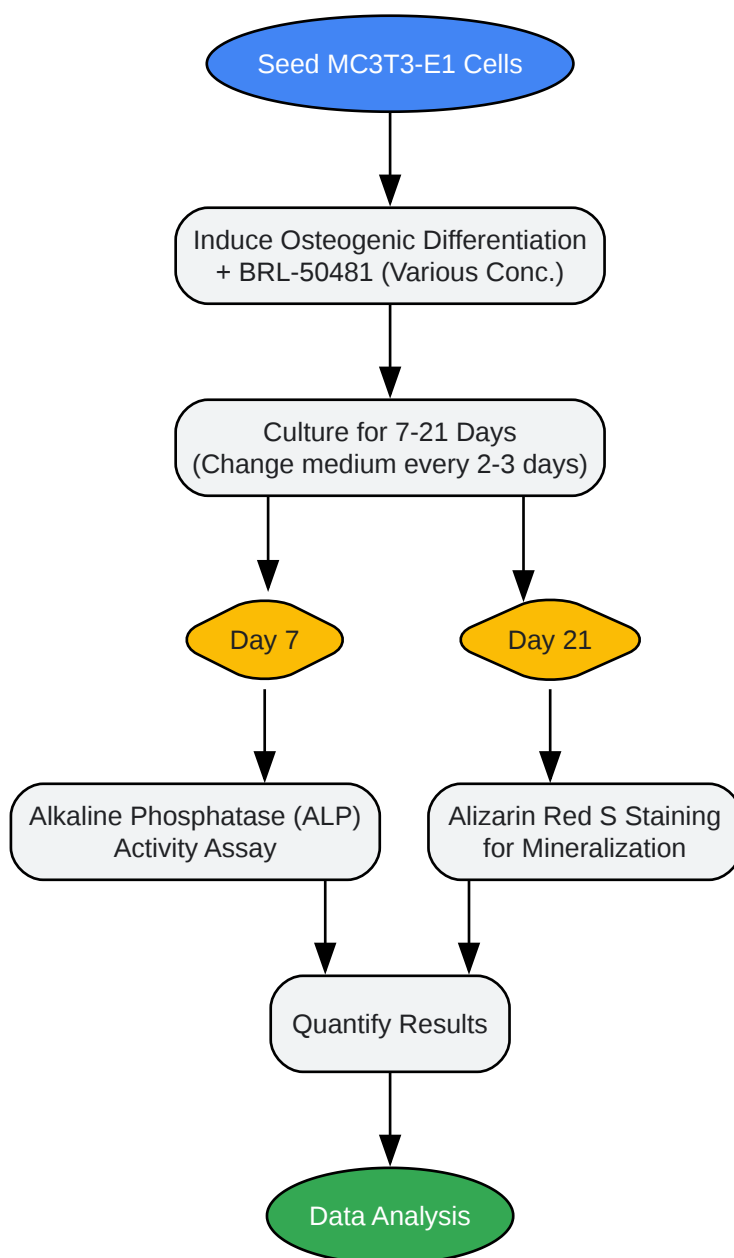 Seed MC3T3-E1 Cells
Induce Osteogenic Differentiation
+ BRL-50481 (Various Conc.)
Culture for 7-21 Days
(Change medium every 2-3 days)
Day 7
Day 21
Alkaline Phosphatase (ALP)
Activity Assay
Alizarin Red S Staining
for Mineralization
Quantify Results
Data Analysis